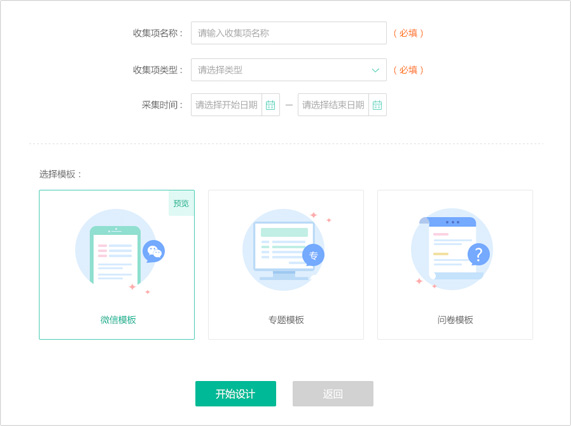 收集项名称： 请输入收集项名称 （必填）
收集项类型： 请选择类型 （必填）
采集时间： 请选择开始日期 — 请选择结束日期
选择模板：
预览
专
?
微信模板 专题模板 问卷模板
开始设计 返回